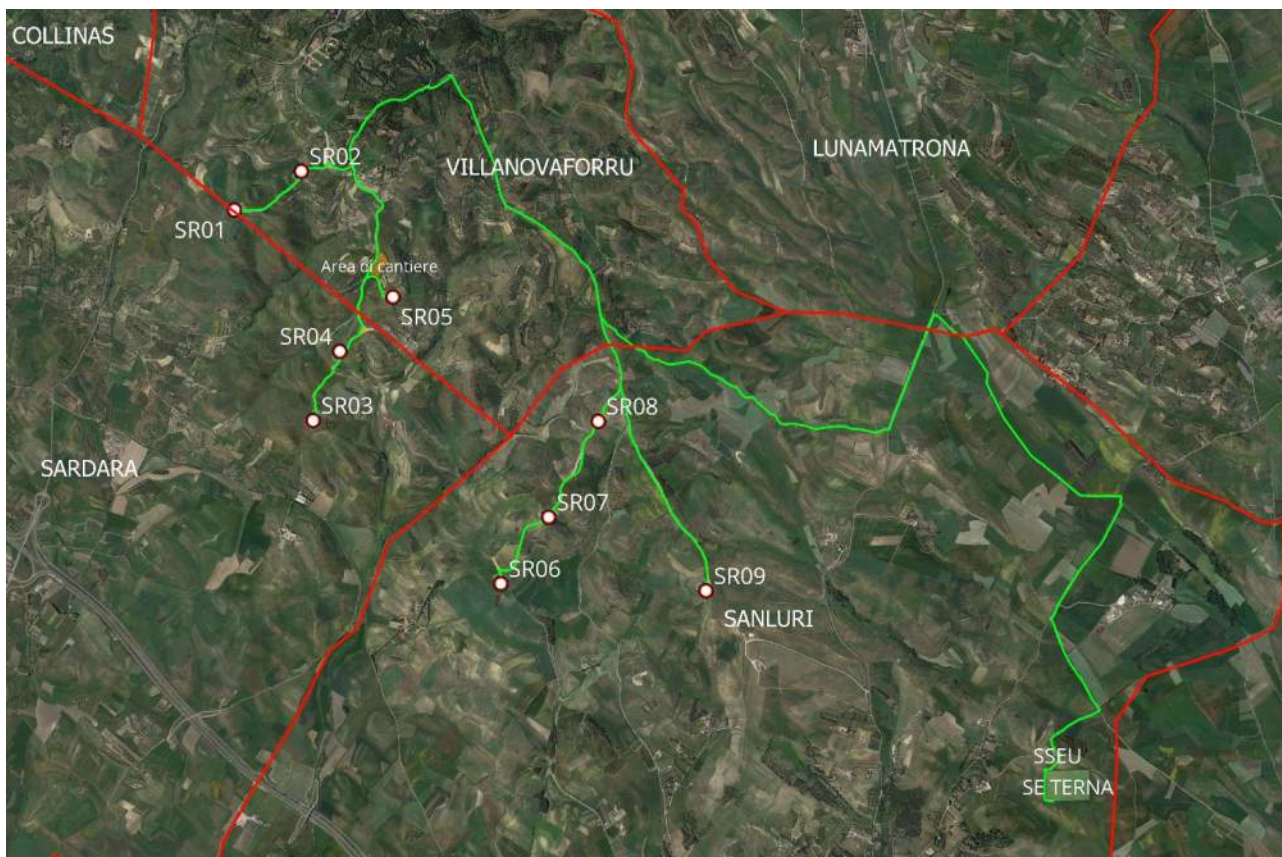 COLLINAS
LUNAMATRONA
SR02
VILLANOVAFORRU
SR01
Area di cantiere
SR05
SR04
SR03
SR08
SARDARA
SR07
SR06
SR09
SANLURI
SSEU
SE TERNA